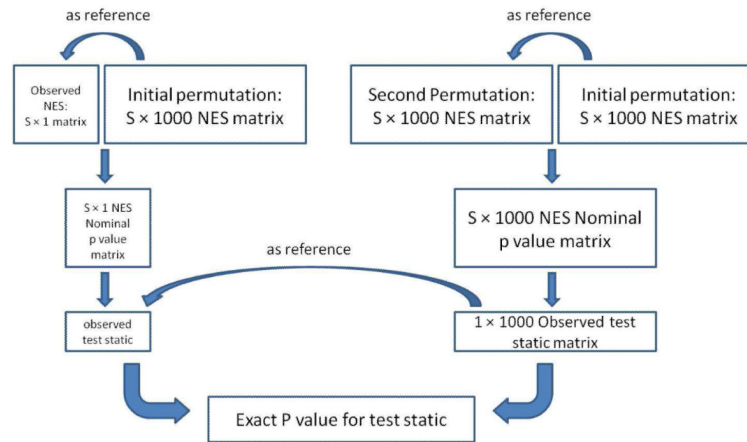 as reference
as reference
Observed
NES:
S × 1 matrix
Initial permutation:
S × 1000 NES matrix
Second Permutation:
S × 1000 NES matrix
Initial permutation:
S × 1000 NES matrix
S × 1 NES
Nominal
p value
matrix
S × 1000 NES Nominal
p value matrix
as reference
observed
test static
1 × 1000 Observed test
static matrix
Exact P value for test static